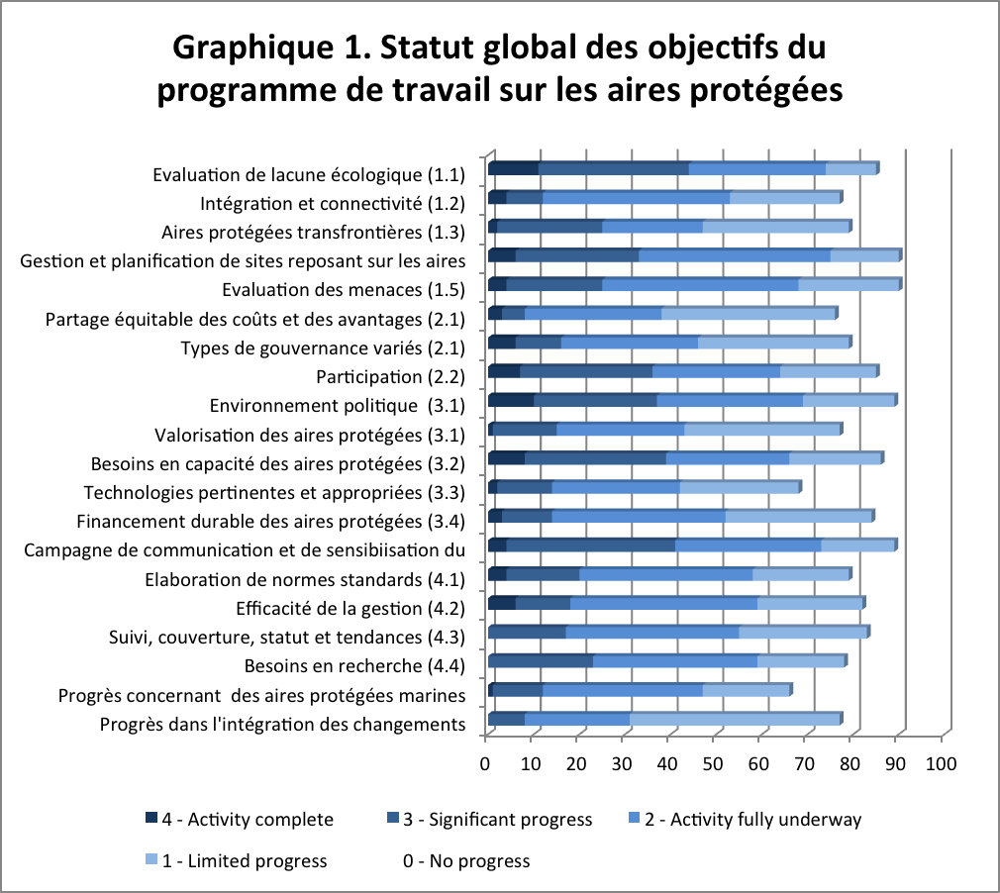 Graphique 1. Statut global des objectifs du
programme de travail sur les aires protégées
Evaluation de lacune écologique (1.1)
Intégration et connectivité (1.2)
Aires protégées transfrontières (1.3)
Gestion et planification de sites reposant sur les aires
Evaluation des menaces (1.5)
Partage équitable des coûts et des avantages (2.1)
Types de gouvernance variés (2.1)
Participation (2.2)
Environnement politique  (3.1)
Valorisation des aires protégées (3.1)
Besoins en capacité des aires protégées (3.2)
Technologies pertinentes et appropriées (3.3)
Financement durable des aires protégées (3.4)
Campagne de communication et de sensibiisation du
Elaboration de normes standards (4.1)
Efficacité de la gestion (4.2)
Suivi, couverture, statut et tendances (4.3)
Besoins en recherche (4.4)
Progrès concernant  des aires protégées marines
Progrès dans l'intégration des changements
0 10 20 30 40 50 60 70 80 90 100
4 - Activity complete 3 - Significant progress 2 - Activity fully underway
1 - Limited progress 0 - No progress